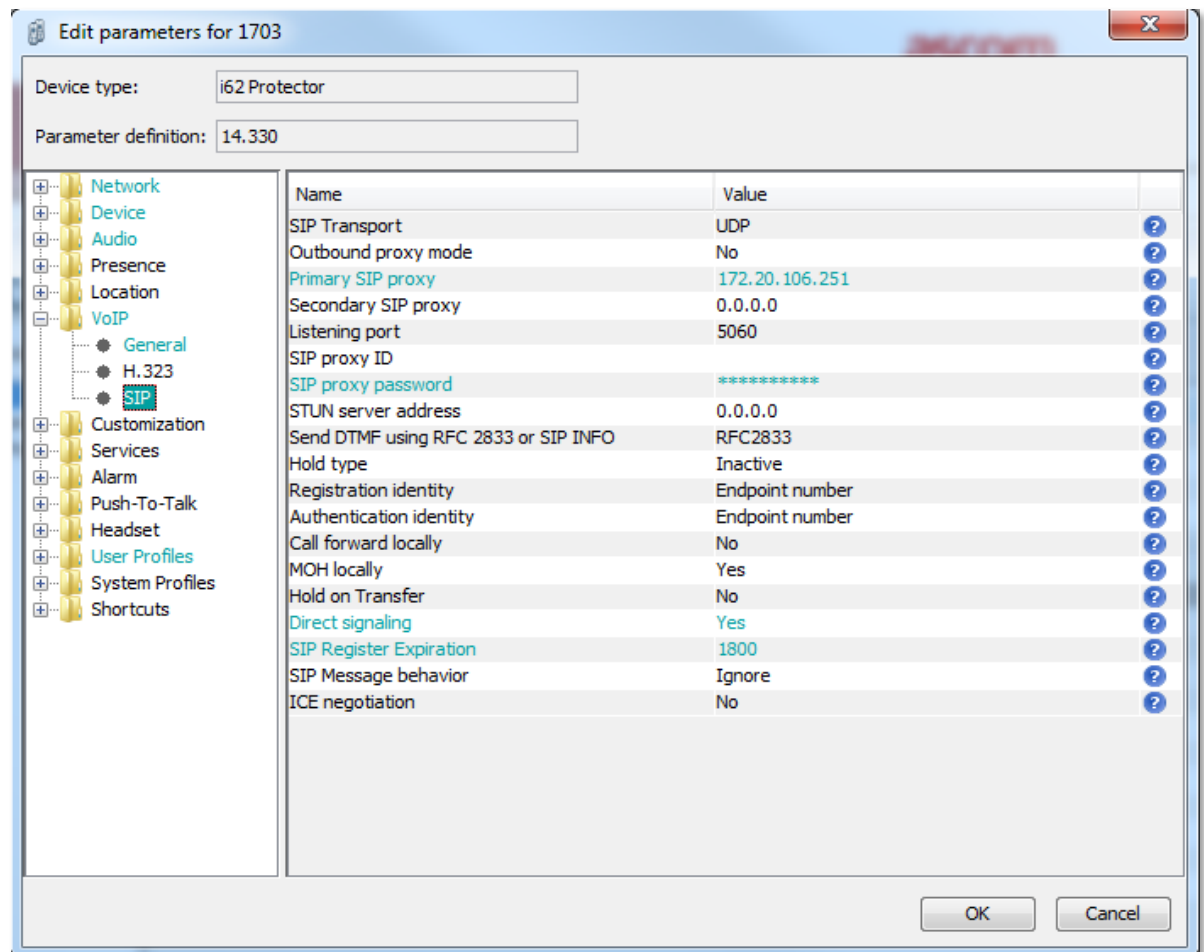 Edit parameters for 1703
ascom
Device type: i62 Protector
Parameter definition: 14.330
Network
Device
Audio
Presence
Location
VoIP
General
H.323
SIP
Customization
Services
Alarm
Push-To-Talk
Headset
User Profiles
System Profiles
Shortcuts
Name Value
SIP Transport UDP
Outbound proxy mode No
Primary SIP proxy 172.20.106.251
Secondary SIP proxy 0.0.0.0
Listening port 5060
SIP proxy ID
SIP proxy password **********
STUN server address 0.0.0.0
Send DTMF using RFC 2833 or SIP INFO RFC2833
Hold type Inactive
Registration identity Endpoint number
Authentication identity Endpoint number
Call forward locally No
MOH locally Yes
Hold on Transfer No
Direct signaling Yes
SIP Register Expiration 1800
SIP Message behavior Ignore
ICE negotiation No
OK Cancel